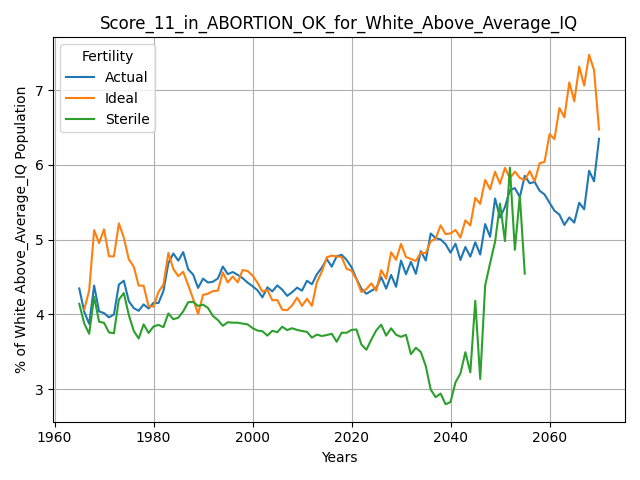 Score_11_in_ABORTION_OK_for_White_Above_Average_IQ
Fertility
Actual
Ideal
Sterile
% of White Above_Average_IQ Population
7
6
5
4
3
1960
1980
2000
2020
2040
2060
Years